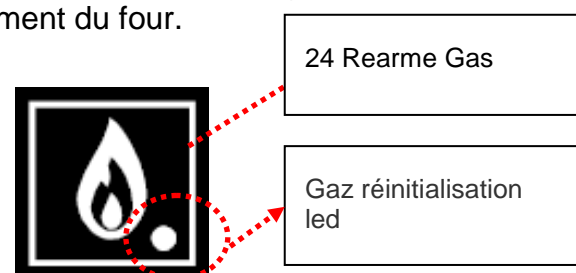 ment du four.
24 Rearme Gas
Gaz réinitialisation
led